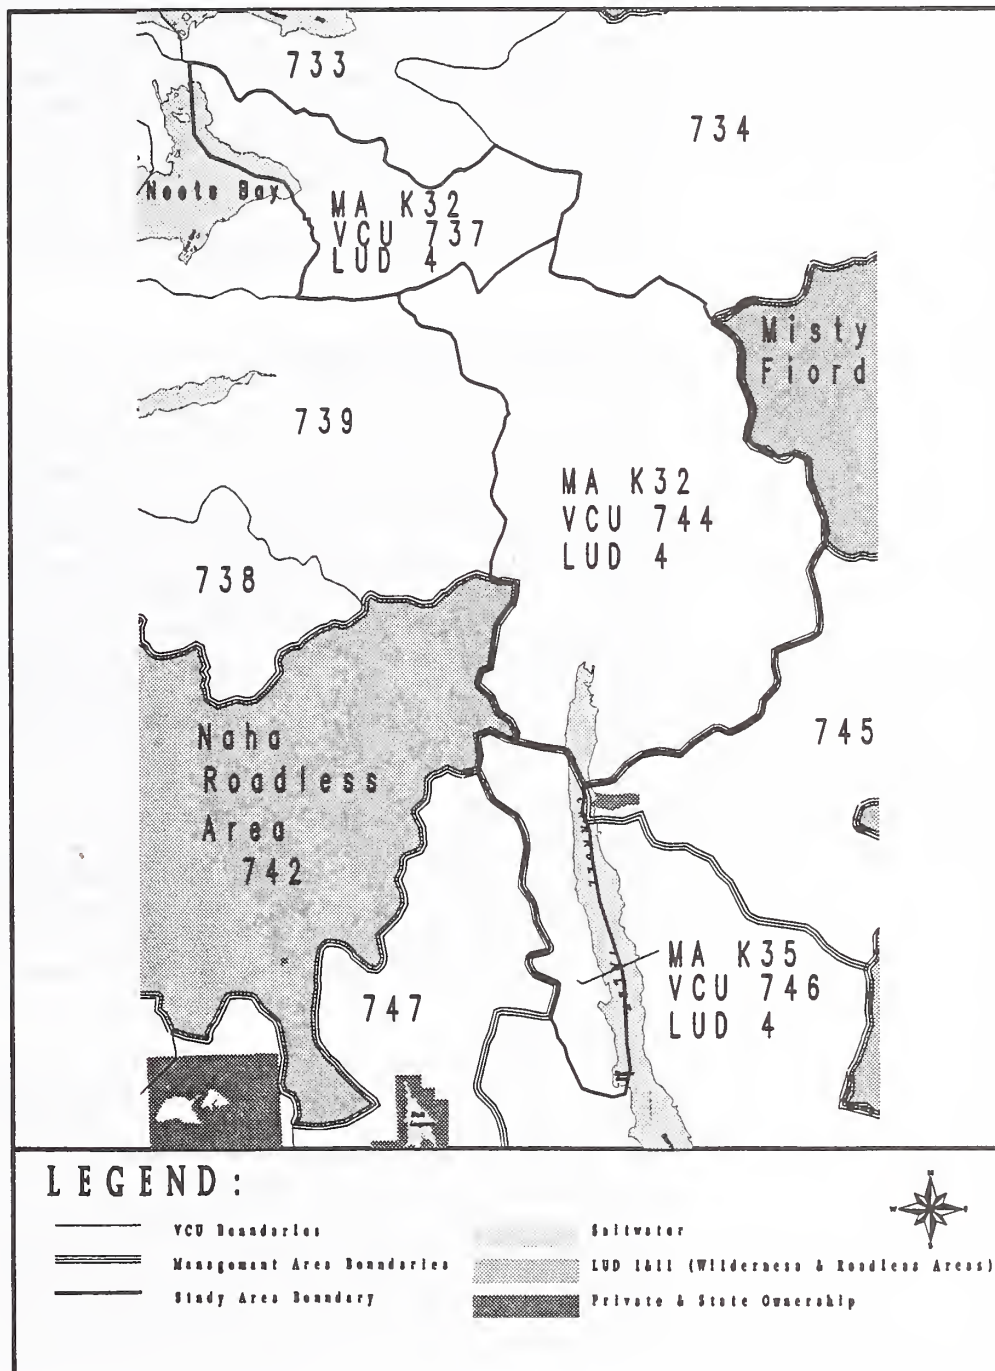 733
734
Neets Bay
MA K32
VCU 737
LUD 4
Misty
Fiord
739
MA K32
VCU 744
LUD 4
738
745
Naha
Roadless
Area
742
MA K35
VCU 746
LUD 4
747
LEGEND:
VCU Boundaries
Management Area Boundaries
Study Area Boundary
Saltwater
LUD I&II (Wilderness & Roadless Areas)
Private & State Ownership